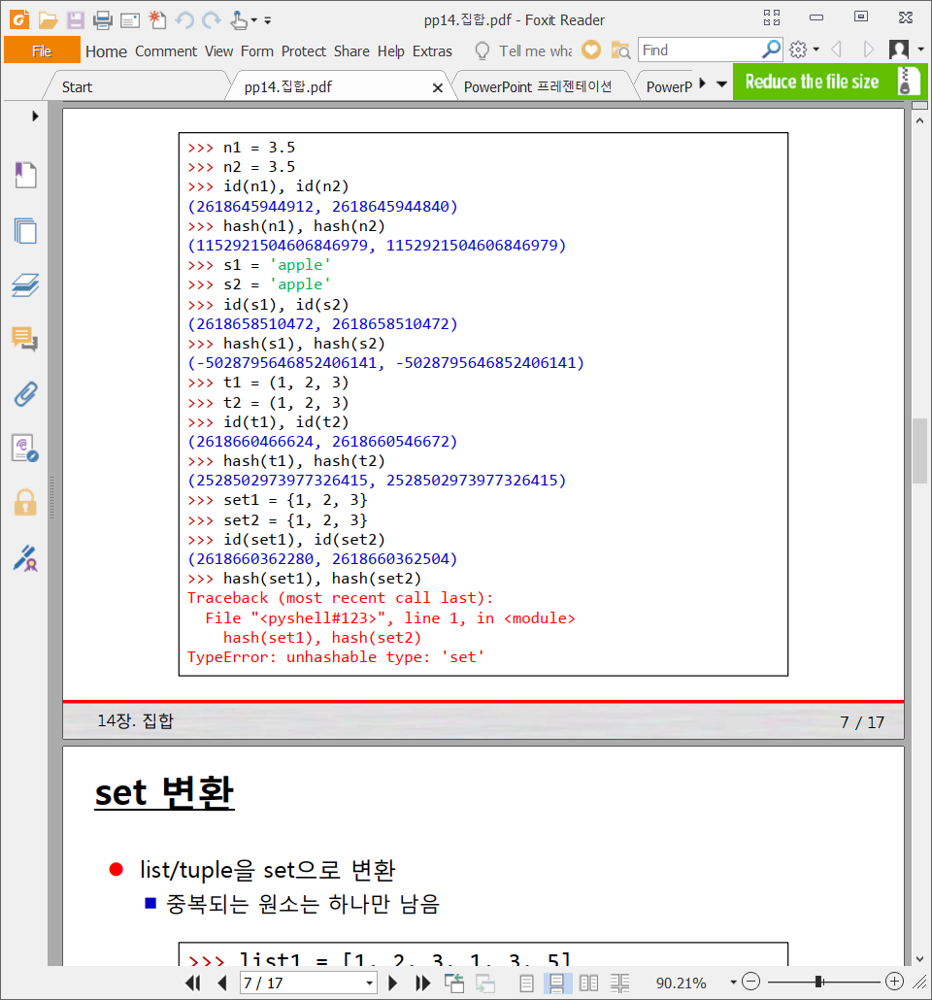 pp14.집합.pdf - Foxit Reader
File Home Comment View Form Protect Share Help Extras Tell me wha Find
Start pp14.집합.pdf PowerPoint 프레젠테이션 PowerP Reduce the file size
>>> n1 = 3.5
>>> n2 = 3.5
>>> id(n1), id(n2)
(2618645944912, 2618645944840)
>>> hash(n1), hash(n2)
(1152921504606846979, 1152921504606846979)
>>> s1 = 'apple'
>>> s2 = 'apple'
>>> id(s1), id(s2)
(2618658510472, 2618658510472)
>>> hash(s1), hash(s2)
(-5028795646852406141, -5028795646852406141)
>>> t1 = (1, 2, 3)
>>> t2 = (1, 2, 3)
>>> id(t1), id(t2)
(2618660466624, 2618660546672)
>>> hash(t1), hash(t2)
(2528502973977326415, 2528502973977326415)
>>> set1 = {1, 2, 3}
>>> set2 = {1, 2, 3}
>>> id(set1), id(set2)
(2618660362280, 2618660362504)
>>> hash(set1), hash(set2)
Traceback (most recent call last):
  File "<pyshell#123>", line 1, in <module>
    hash(set1), hash(set2)
TypeError: unhashable type: 'set'
14장. 집합 7 / 17
set 변환
list/tuple을 set으로 변환
중복되는 원소는 하나만 남음
>>> list1 = [1, 2, 3, 1, 3, 5]
7 / 17 90.21%